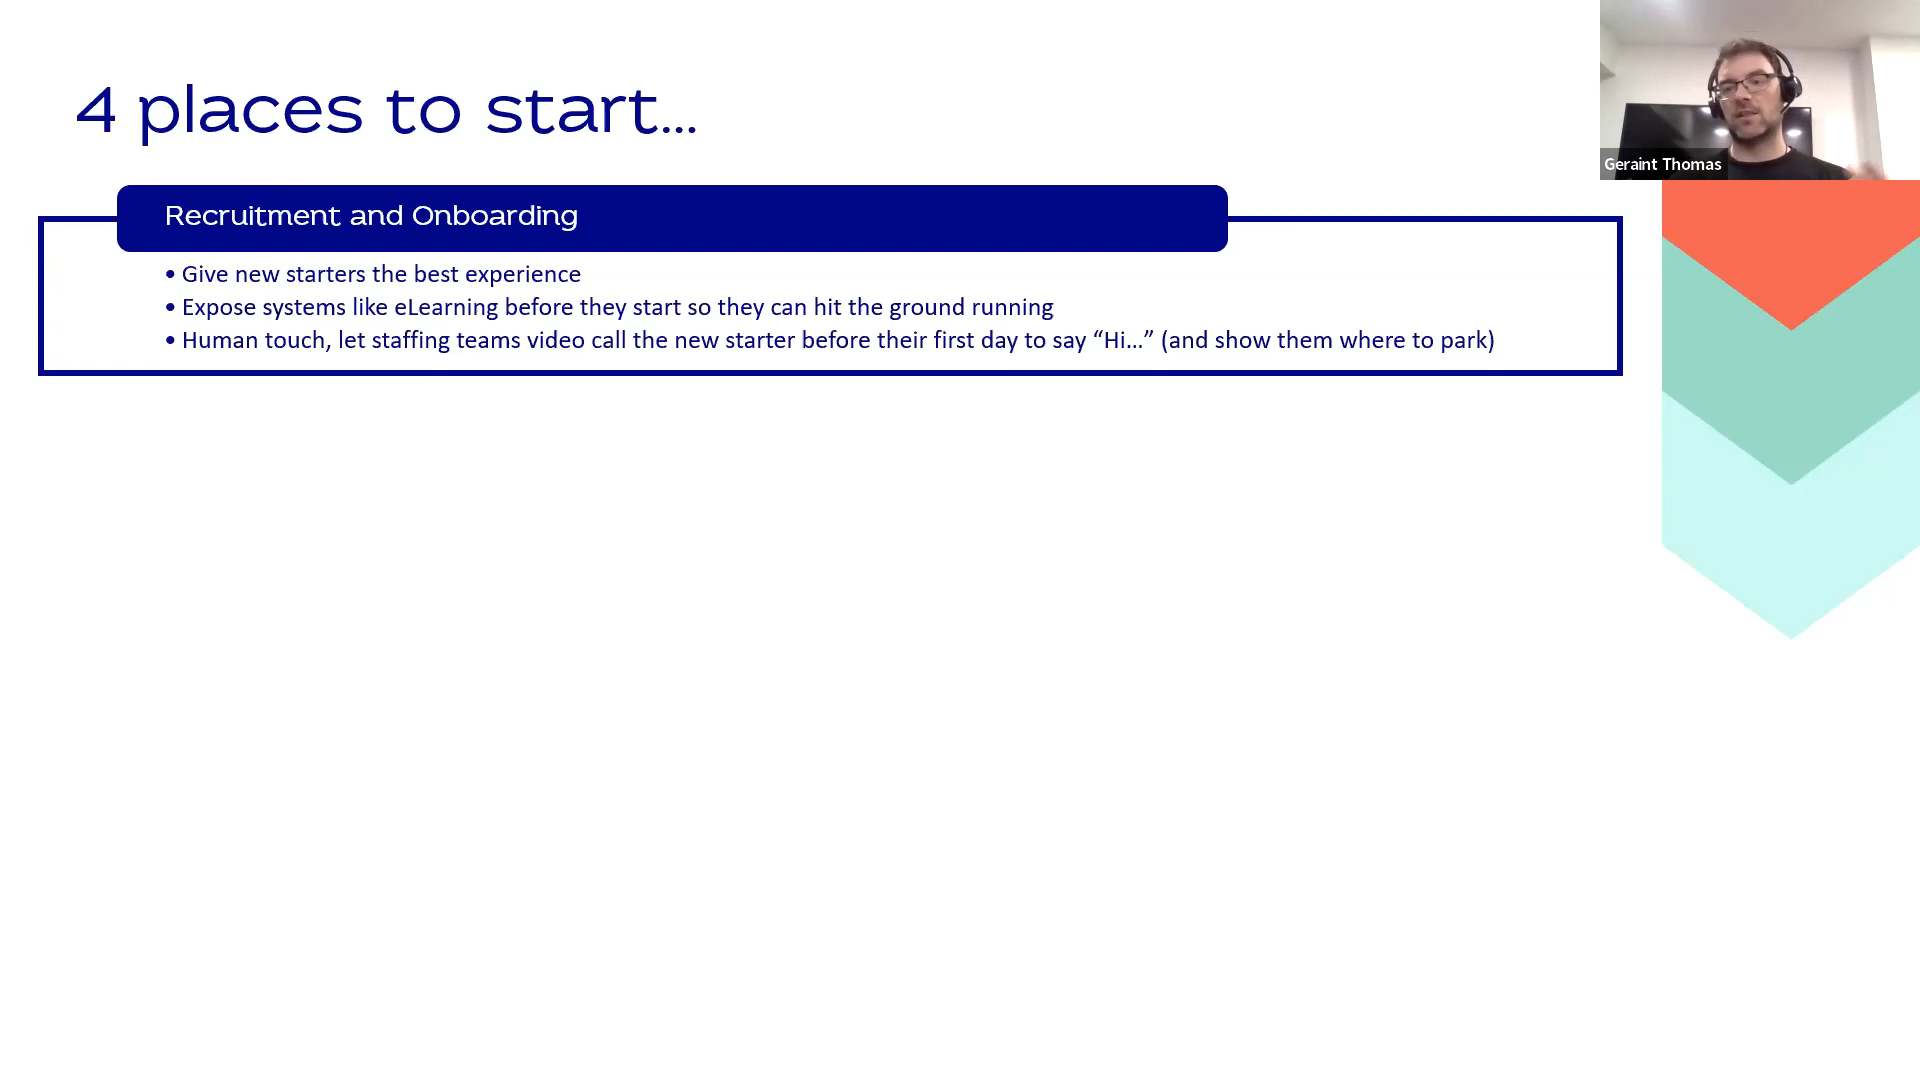 4 places to start...
Geraint Thomas
Recruitment and Onboarding
• Give new starters the best experience
• Expose systems like eLearning before they start so they can hit the ground running
• Human touch, let staffing teams video call the new starter before their first day to say “Hi...” (and show them where to park)